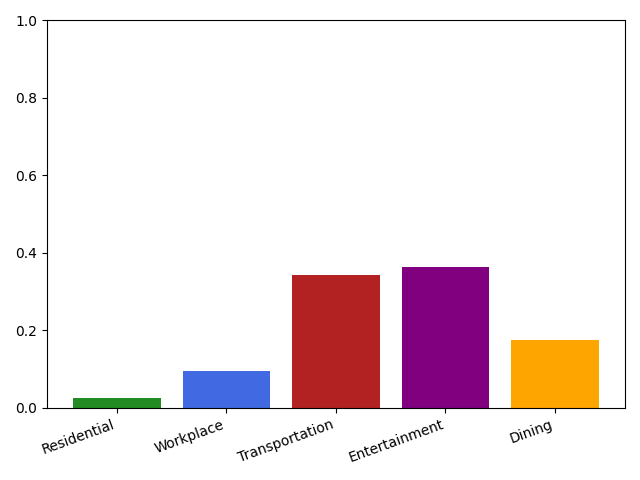 1.0
0.8
0.6
0.4
0.2
0.0
Residential
Workplace
Transportation
Entertainment
Dining